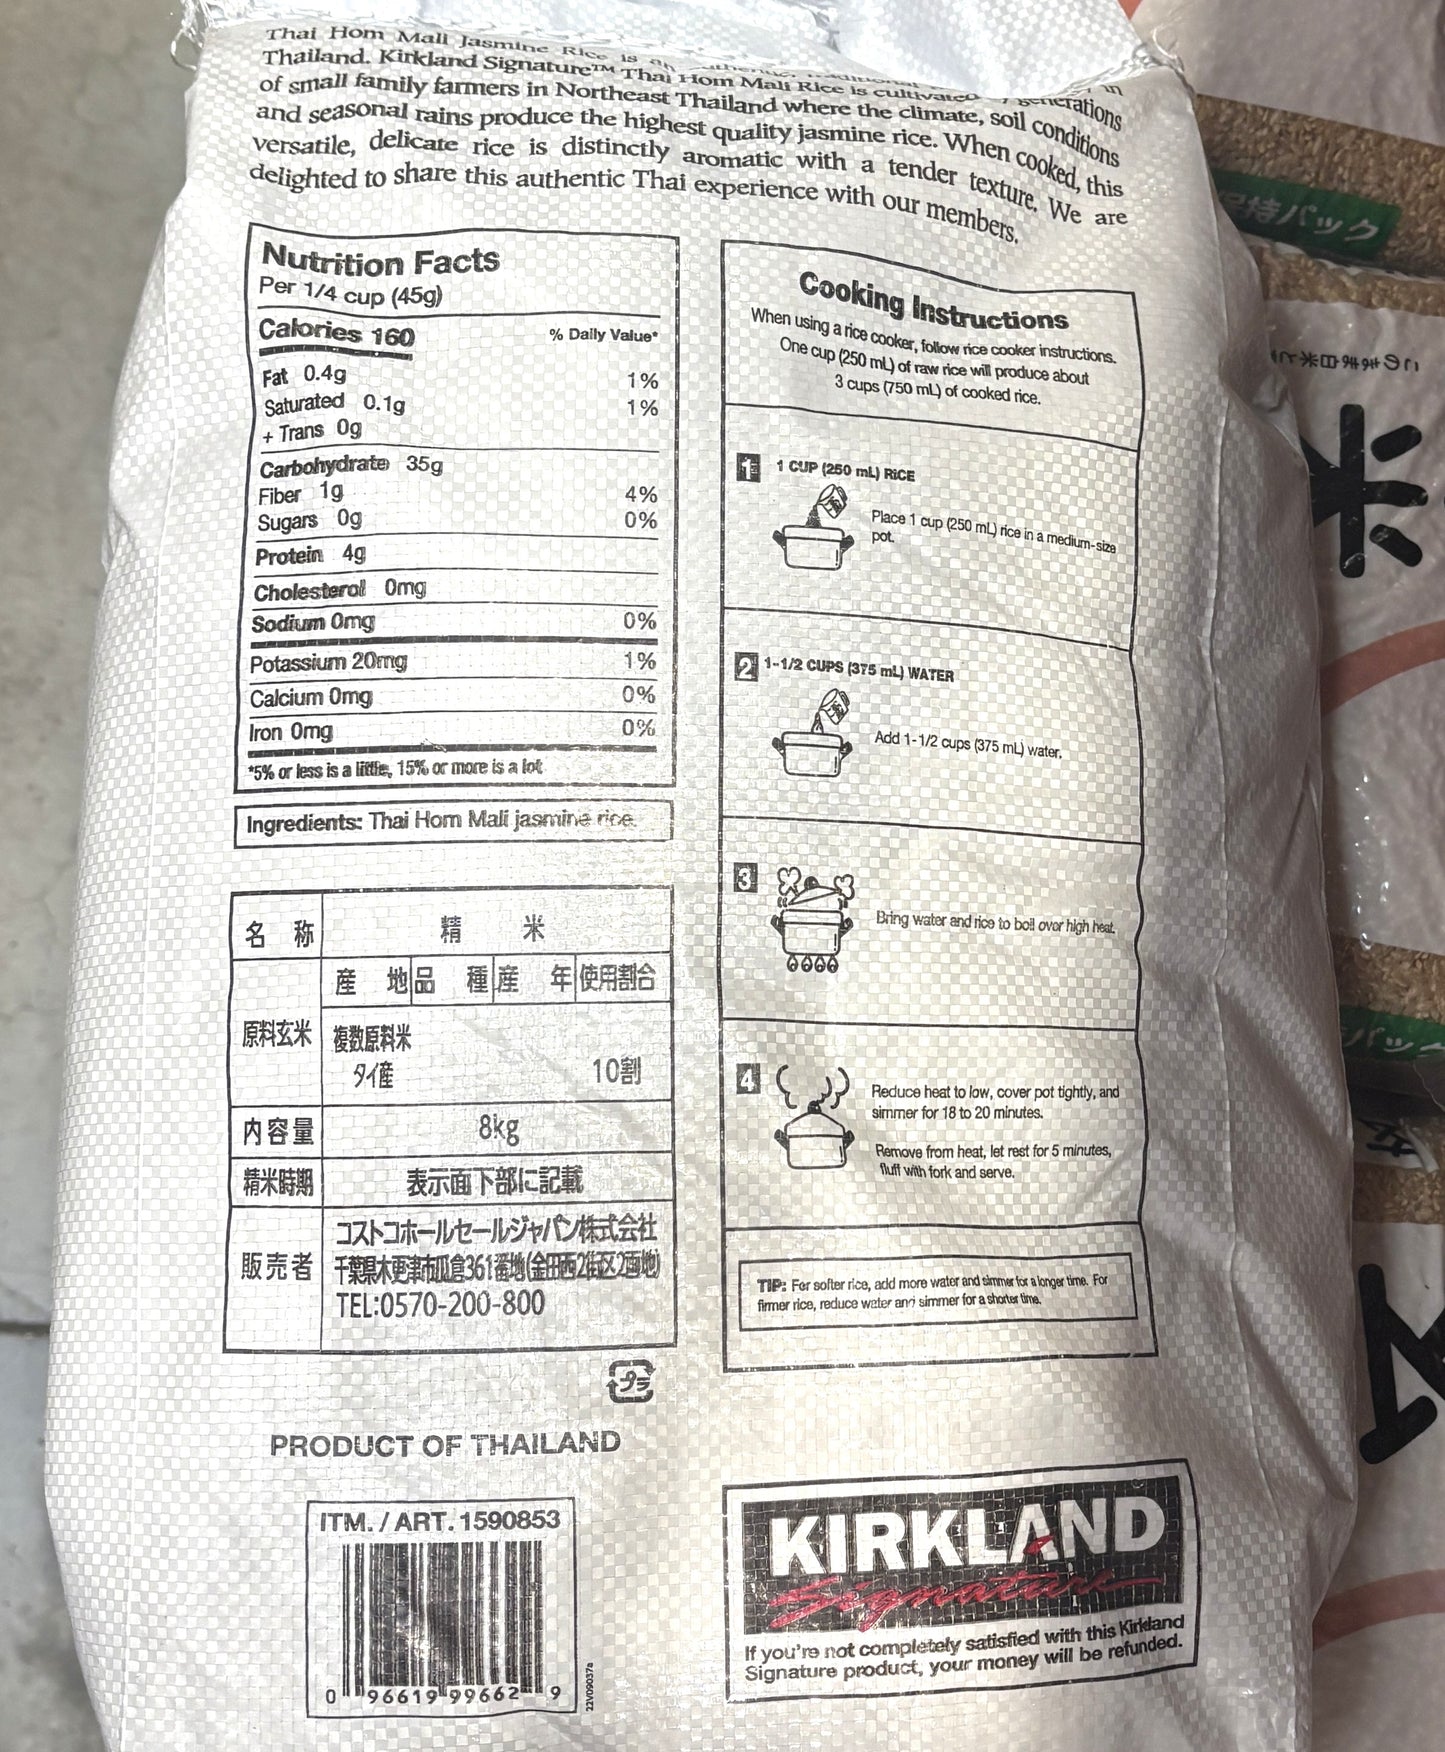 Thai Hom Mali Jasmine Rice is an
Thailand. Kirkland Signature™ Thai Hom Mali Rice is cultivated generations
of small family farmers in Northeast Thailand where the climate, soil conditions
and seasonal rains produce the highest quality jasmine rice. When cooked, this
versatile, delicate rice is distinctly aromatic with a tender texture. We are
delighted to share this authentic Thai experience with our members.
Nutrition Facts
Per 1/4 cup (45g)
Calories 160
% Daily Value*
Fat 0.4g 1%
Saturated 0.1g 1%
+ Trans 0g
Carbohydrate 35g
Fiber 1g 4%
Sugars 0g 0%
Protein 4g
Cholesterol 0mg
Sodium 0mg 0%
Potassium 20mg 1%
Calcium 0mg 0%
Iron 0mg 0%
*5% or less is a little, 15% or more is a lot
Ingredients: Thai Hom Mali jasmine rice.
名称 精米
原料玄米 産地 品種 産年 使用割合
複数原料米
タイ産 10割
内容量 8kg
精米時期 表示面下部に記載
販売者 コストコホールセールジャパン株式会社
千葉県木更津市瓜倉361番地(金田西2街区2画地)
TEL:0570-200-800
プラ
PRODUCT OF THAILAND
ITM. / ART. 1590853
0 96619 99662 9
22V09037a
Cooking Instructions
When using a rice cooker, follow rice cooker instructions.
One cup (250 mL) of raw rice will produce about
3 cups (750 mL) of cooked rice.
1 1 CUP (250 mL) RICE
Place 1 cup (250 mL) rice in a medium-size
pot.
2 1-1/2 CUPS (375 mL) WATER
Add 1-1/2 cups (375 mL) water.
3
Bring water and rice to boil over high heat.
4
Reduce heat to low, cover pot tightly, and
simmer for 18 to 20 minutes.
Remove from heat, let rest for 5 minutes,
fluff with fork and serve.
TIP: For softer rice, add more water and simmer for a longer time. For
firmer rice, reduce water and simmer for a shorter time.
KIRKLAND
Signature
If you're not completely satisfied with this Kirkland
Signature product, your money will be refunded.
持パック
米
パック